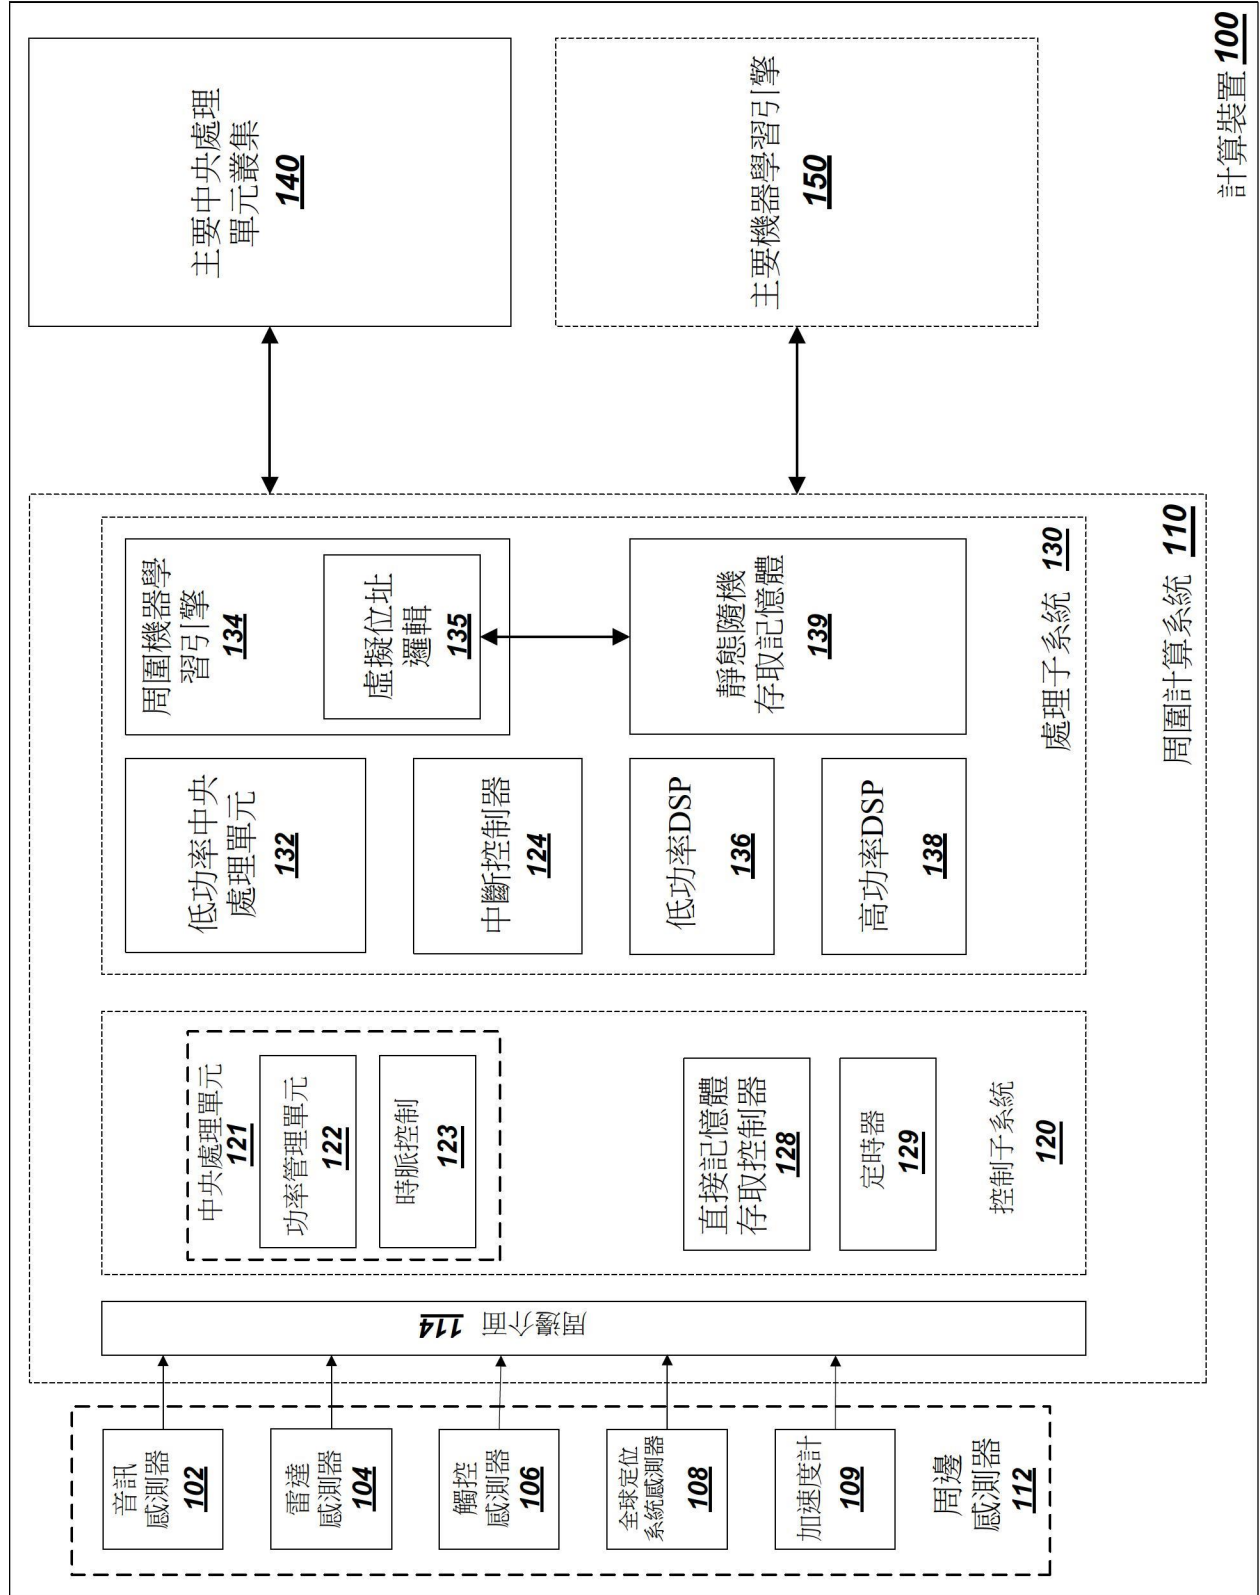 音訊
感測器
102
雷達
感測器
104
觸控
感測器
106
全球定位
系統感測器
108
加速度計
109
周邊
感測器
112
周邊介面 114
中央處理單元
121
功率管理單元
122
時脈控制
123
直接記憶體
存取控制器
128
定時器
129
控制子系統
120
低功率中央
處理單元
132
中斷控制器
124
低功率DSP
136
高功率DSP
138
周圍機器學
習引擎
134
虛擬位址
邏輯
135
靜態隨機
存取記憶體
139
處理子系統 130
周圍計算系統 110
主要中央處理
單元叢集
140
主要機器學習引擎
150
計算裝置 100